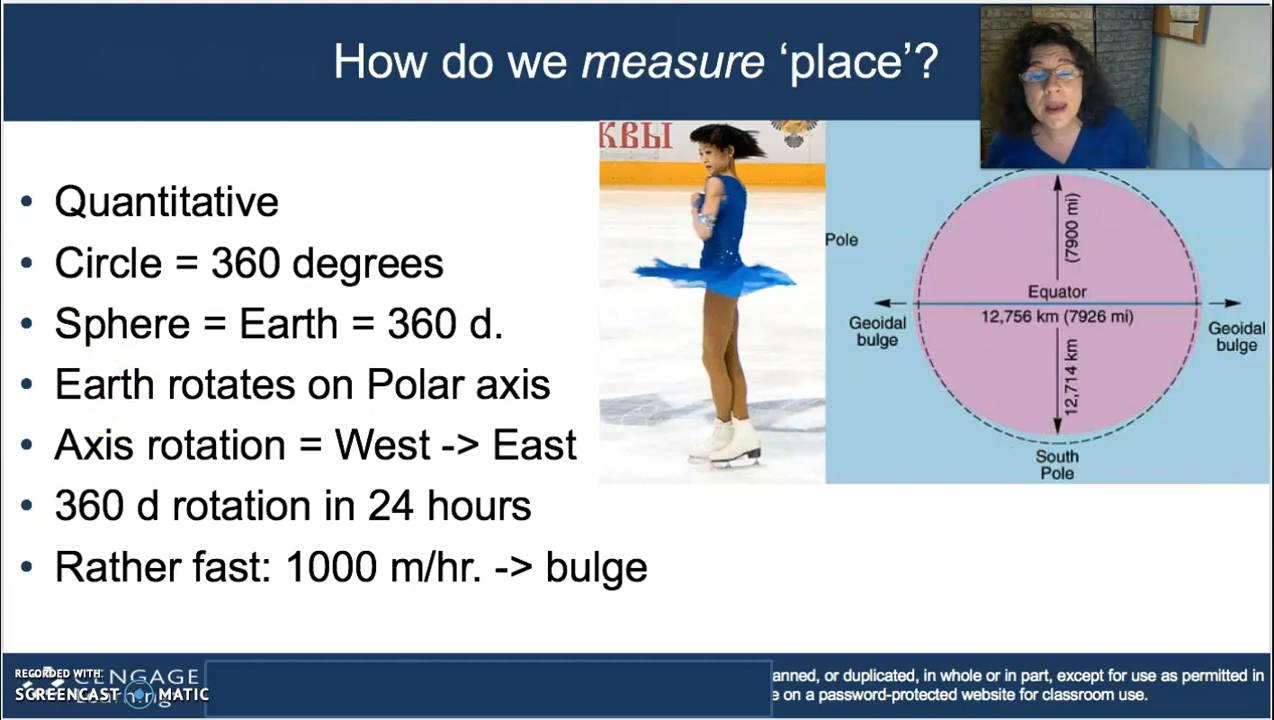 How do we measure ‘place’?
• Quantitative
• Circle = 360 degrees
• Sphere = Earth = 360 d.
• Earth rotates on Polar axis
• Axis rotation = West -> East
• 360 d rotation in 24 hours
• Rather fast: 1000 m/hr. -> bulge
КВЫ
Pole
(7900 mi)
Equator
12,756 km (7926 mi)
Geoidal
bulge
Geoidal
bulge
12,714 km
South
Pole
RECORDED WITH
SCREENCAST MATIC
CENGAGE
Learning
anned, or duplicated, in whole or in part, except for use as permitted in
e on a password-protected website for classroom use.